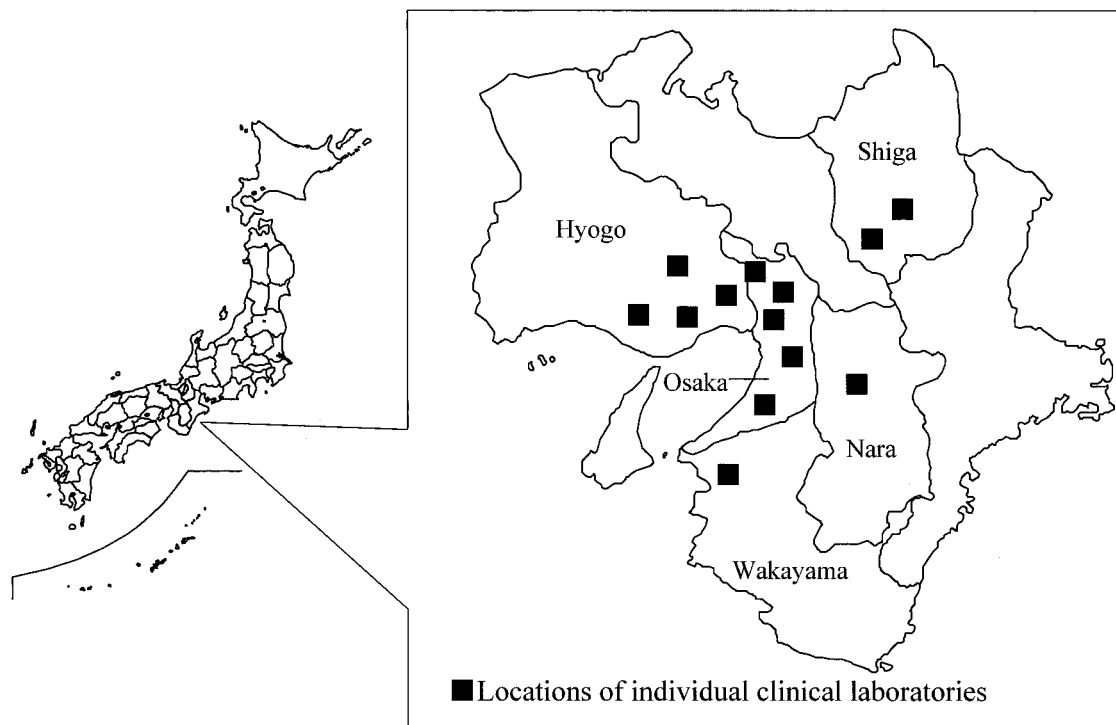 Shiga
Hyogo
Osaka
Nara
Wakayama
Locations of individual clinical laboratories